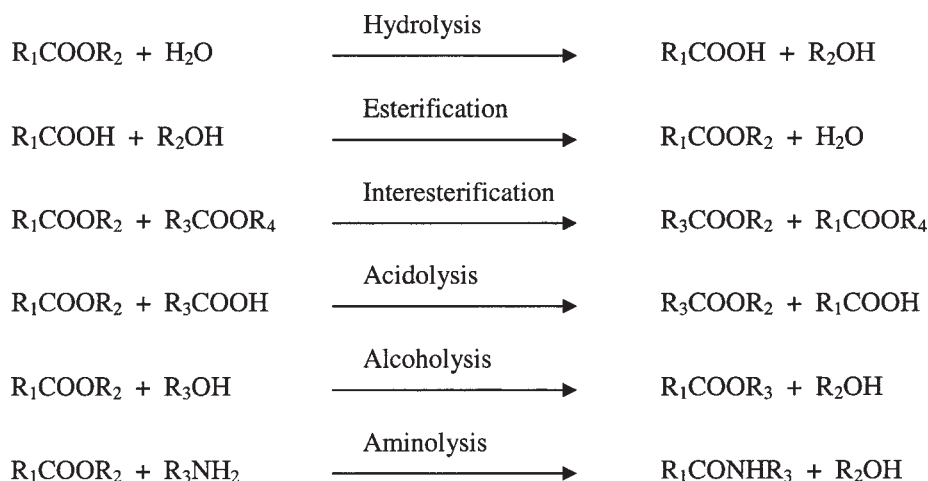 Hydrolysis
R₁COOR₂ + H₂O R₁COOH + R₂OH
Esterification
R₁COOH + R₂OH R₁COOR₂ + H₂O
Interesterification
R₁COOR₂ + R₃COOR₄ R₃COOR₂ + R₁COOR₄
Acidolysis
R₁COOR₂ + R₃COOH R₃COOR₂ + R₁COOH
Alcoholysis
R₁COOR₂ + R₃OH R₁COOR₃ + R₂OH
Aminolysis
R₁COOR₂ + R₃NH₂ R₁CONHR₃ + R₂OH